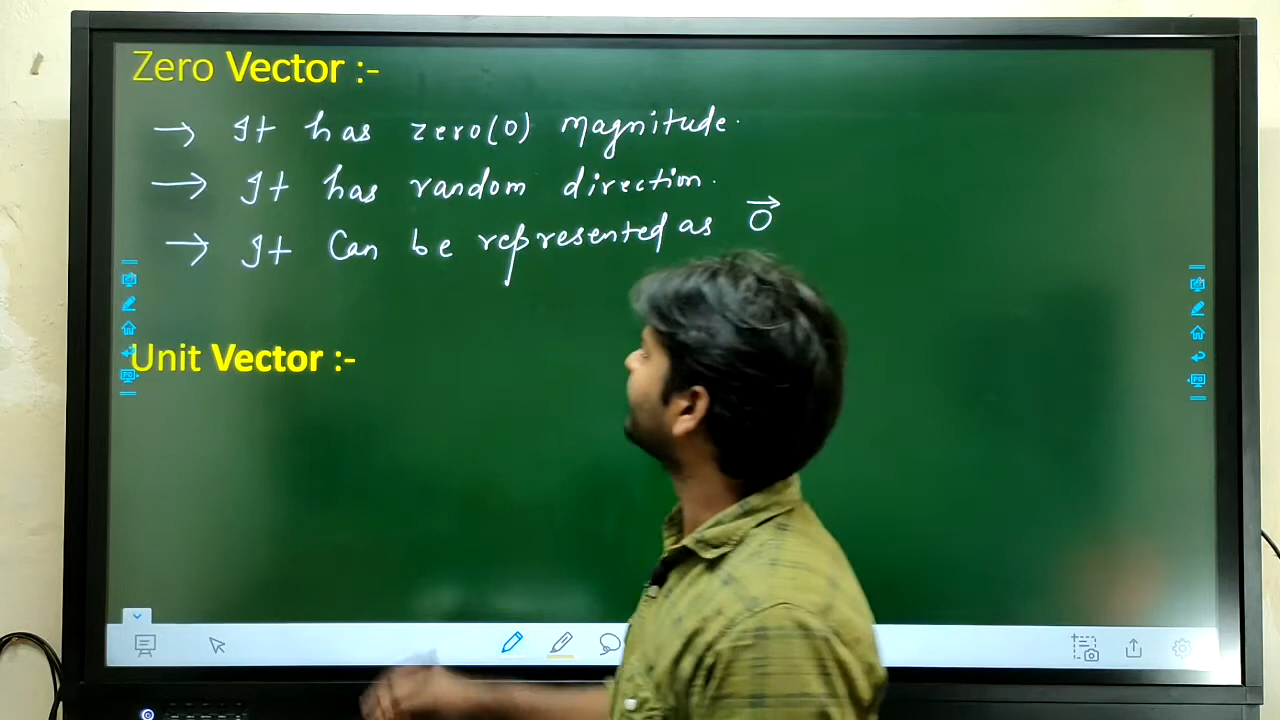 Zero Vector :-
→ It has zero(0) magnitude.
→ It has random direction.
→ It can be represented as 0⃗
Unit Vector :-